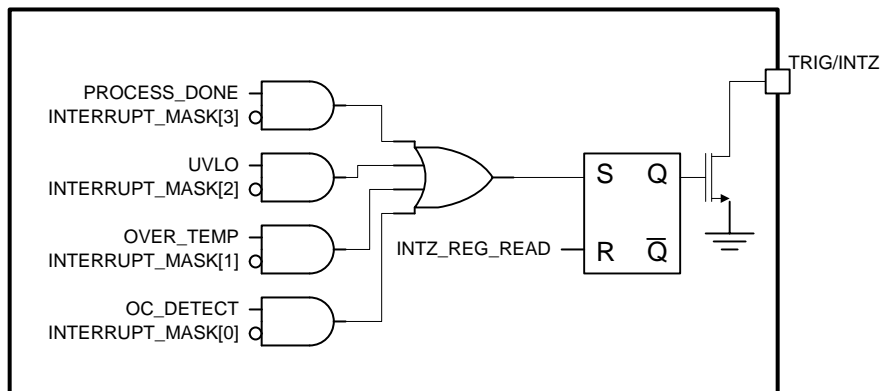 TRIG/INTZ
PROCESS_DONE
INTERRUPT_MASK[3]
UVLO
INTERRUPT_MASK[2]
S Q
OVER_TEMP
INTERRUPT_MASK[1]
INTZ_REG_READ R Q̅
OC_DETECT
INTERRUPT_MASK[0]